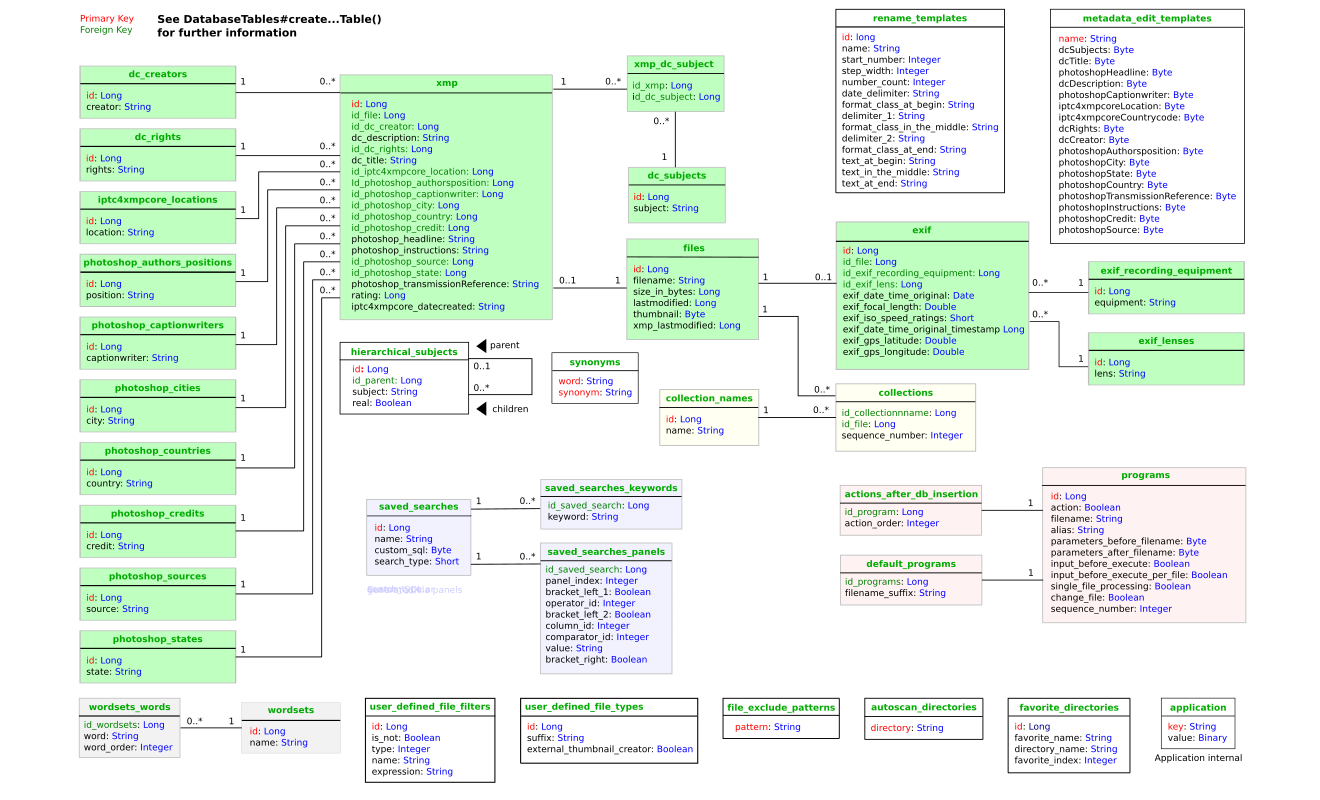 Primary Key
Foreign Key
See DatabaseTables#create...Table()
for further information
dc_creators
id: Long
creator: String
1
0..*
dc_rights
id: Long
rights: String
1
0..*
iptc4xmpcore_locations
id: Long
location: String
1
0..*
photoshop_authors_positions
id: Long
position: String
1
0..*
photoshop_captionwriters
id: Long
captionwriter: String
1
0..*
photoshop_cities
id: Long
city: String
1
0..*
photoshop_countries
id: Long
country: String
1
0..*
photoshop_credits
id: Long
credit: String
1
0..*
photoshop_sources
id: Long
source: String
1
0..*
photoshop_states
id: Long
state: String
1
0..*
xmp
id: Long
id_file: Long
id_dc_creator: Long
dc_description: String
id_dc_rights: Long
dc_title: String
id_iptc4xmpcore_location: Long
id_photoshop_authorsposition: Long
id_photoshop_captionwriter: Long
id_photoshop_city: Long
id_photoshop_country: Long
id_photoshop_credit: Long
photoshop_headline: String
photoshop_instructions: String
id_photoshop_source: Long
id_photoshop_state: Long
photoshop_transmissionReference: String
rating: Long
iptc4xmpcore_datecreated: String
1
0..*
xmp_dc_subject
id_xmp: Long
id_dc_subject: Long
0..*
1
dc_subjects
id: Long
subject: String
0..1
1
files
id: Long
filename: String
size_in_bytes: Long
lastmodified: Long
thumbnail: Byte
xmp_lastmodified: Long
1
0..1
1
0..*
rename_templates
id: long
name: String
start_number: Integer
step_width: Integer
number_count: Integer
date_delimiter: String
format_class_at_begin: String
delimiter_1: String
format_class_in_the_middle: String
delimiter_2: String
format_class_at_end: String
text_at_begin: String
text_in_the_middle: String
text_at_end: String
metadata_edit_templates
name: String
dcSubjects: Byte
dcTitle: Byte
photoshopHeadline: Byte
dcDescription: Byte
photoshopCaptionwriter: Byte
iptc4xmpcoreLocation: Byte
iptc4xmpcoreCountrycode: Byte
dcRights: Byte
dcCreator: Byte
photoshopAuthorsposition: Byte
photoshopCity: Byte
photoshopState: Byte
photoshopCountry: Byte
photoshopTransmissionReference: Byte
photoshopInstructions: Byte
photoshopCredit: Byte
photoshopSource: Byte
exif
id: Long
id_file: Long
id_exif_recording_equipment: Long
id_exif_lens: Long
exif_date_time_original: Date
exif_focal_length: Double
exif_iso_speed_ratings: Short
exif_date_time_original_timestamp Long
exif_gps_latitude: Double
exif_gps_longitude: Double
0..*
1
exif_recording_equipment
id: Long
equipment: String
0..*
1
exif_lenses
id: Long
lens: String
hierarchical_subjects
id: Long
id_parent: Long
subject: String
real: Boolean
parent
0..1
0..*
children
synonyms
word: String
synonym: String
collection_names
id: Long
name: String
1
0..*
collections
id_collectionnname: Long
id_file: Long
sequence_number: Integer
saved_searches
id: Long
name: String
custom_sql: Byte
search_type: Short
1
0..*
saved_searches_keywords
id_saved_search: Long
keyword: String
1
0..*
saved_searches_panels
id_saved_search: Long
panel_index: Integer
bracket_left_1: Boolean
operator_id: Integer
bracket_left_2: Boolean
column_id: Integer
comparator_id: Integer
value: String
bracket_right: Boolean
panels
actions_after_db_insertion
id_program: Long
action_order: Integer
1
default_programs
id_programs: Long
filename_suffix: String
1
programs
id: Long
action: Boolean
filename: String
alias: String
parameters_before_filename: Byte
parameters_after_filename: Byte
input_before_execute: Boolean
input_before_execute_per_file: Boolean
single_file_processing: Boolean
change_file: Boolean
sequence_number: Integer
wordsets_words
id_wordsets: Long
word: String
word_order: Integer
0..*
1
wordsets
id: Long
name: String
user_defined_file_filters
id: Long
is_not: Boolean
type: Integer
name: String
expression: String
user_defined_file_types
id: Long
suffix: String
external_thumbnail_creator: Boolean
file_exclude_patterns
pattern: String
autoscan_directories
directory: String
favorite_directories
id: Long
favorite_name: String
directory_name: String
favorite_index: Integer
application
key: String
value: Binary
Application internal